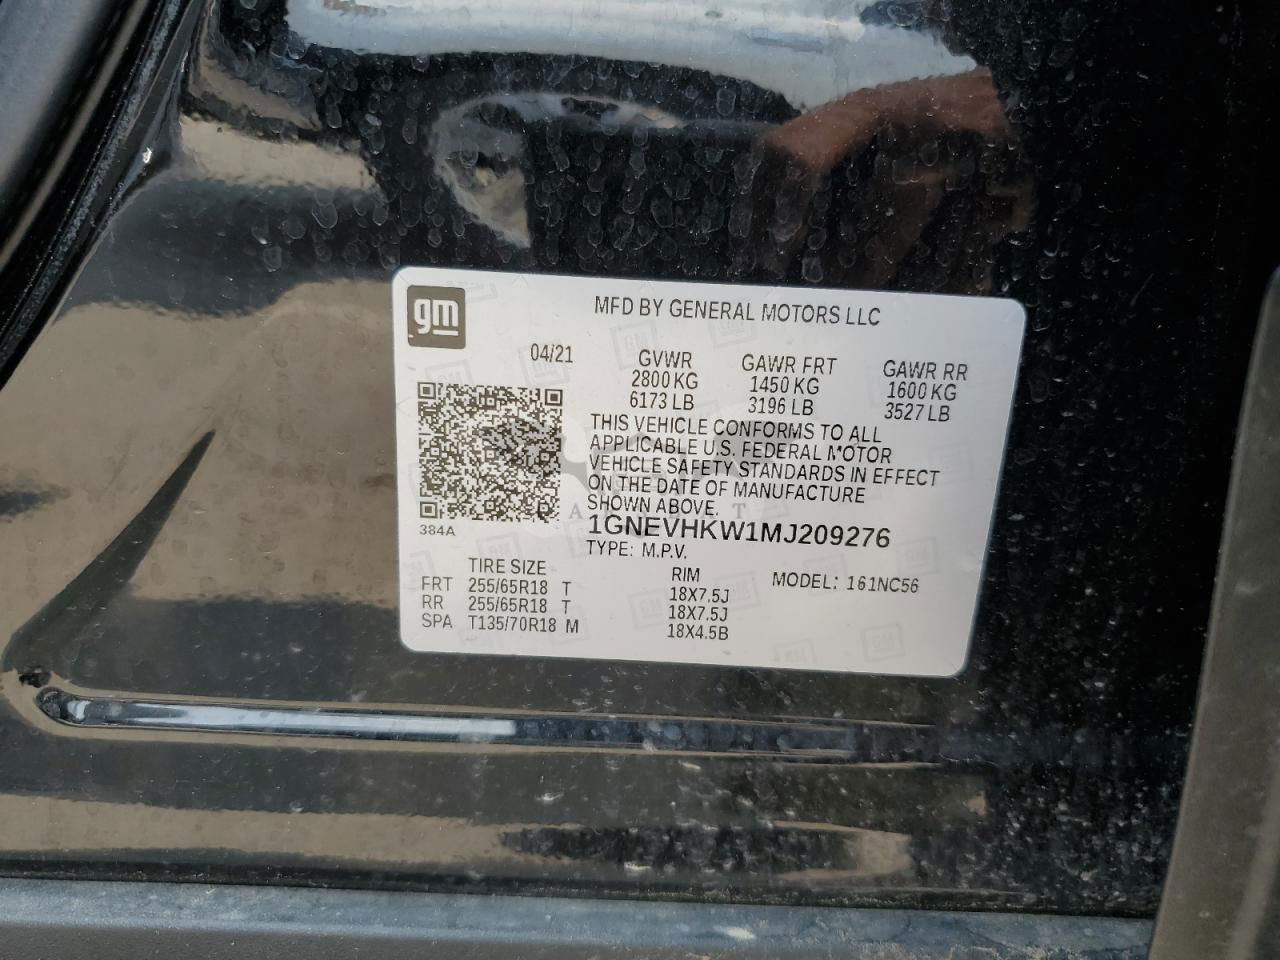 gm
MFD BY GENERAL MOTORS LLC
04/21 GVWR GAWR FRT GAWR RR
2800 KG 1450 KG 1600 KG
6173 LB 3196 LB 3527 LB
THIS VEHICLE CONFORMS TO ALL
APPLICABLE U.S. FEDERAL MOTOR
VEHICLE SAFETY STANDARDS IN EFFECT
ON THE DATE OF MANUFACTURE
SHOWN ABOVE.
384A
1GNEVHKW1MJ209276
TYPE: M.P.V.
MODEL: 161NC56
TIRE SIZE RIM
FRT 255/65R18 T 18X7.5J
RR 255/65R18 T 18X7.5J
SPA T135/70R18 M 18X4.5B